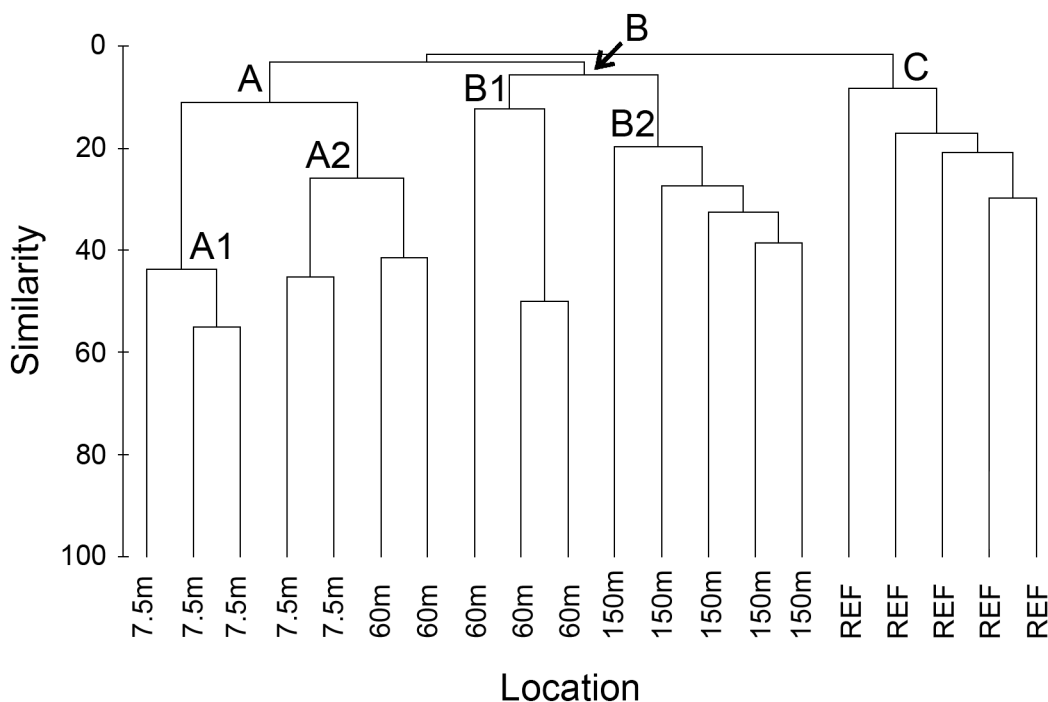 B
A
C
B1
B2
A2
A1
0
20
40
60
80
100
Similarity
7.5m 7.5m 7.5m 7.5m 7.5m 60m 60m 60m 60m 60m 150m 150m 150m 150m 150m REF REF REF REF REF
Location